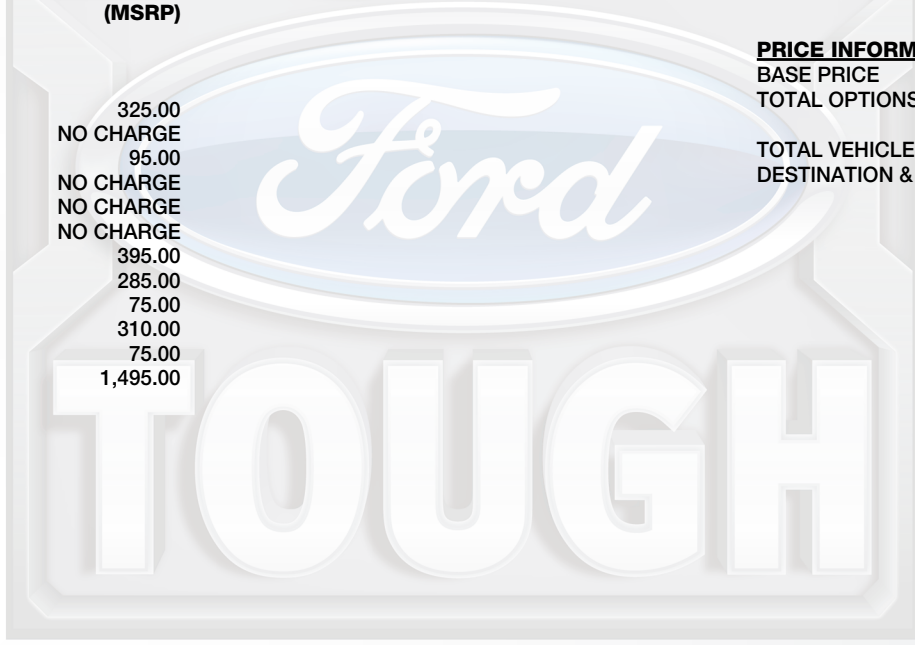 (MSRP)
325.00
NO CHARGE
95.00
NO CHARGE
NO CHARGE
NO CHARGE
395.00
285.00
75.00
310.00
75.00
1,495.00
PRICE INFORM
BASE PRICE
TOTAL OPTIONS
TOTAL VEHICLE
DESTINATION &
Ford
TOUGH